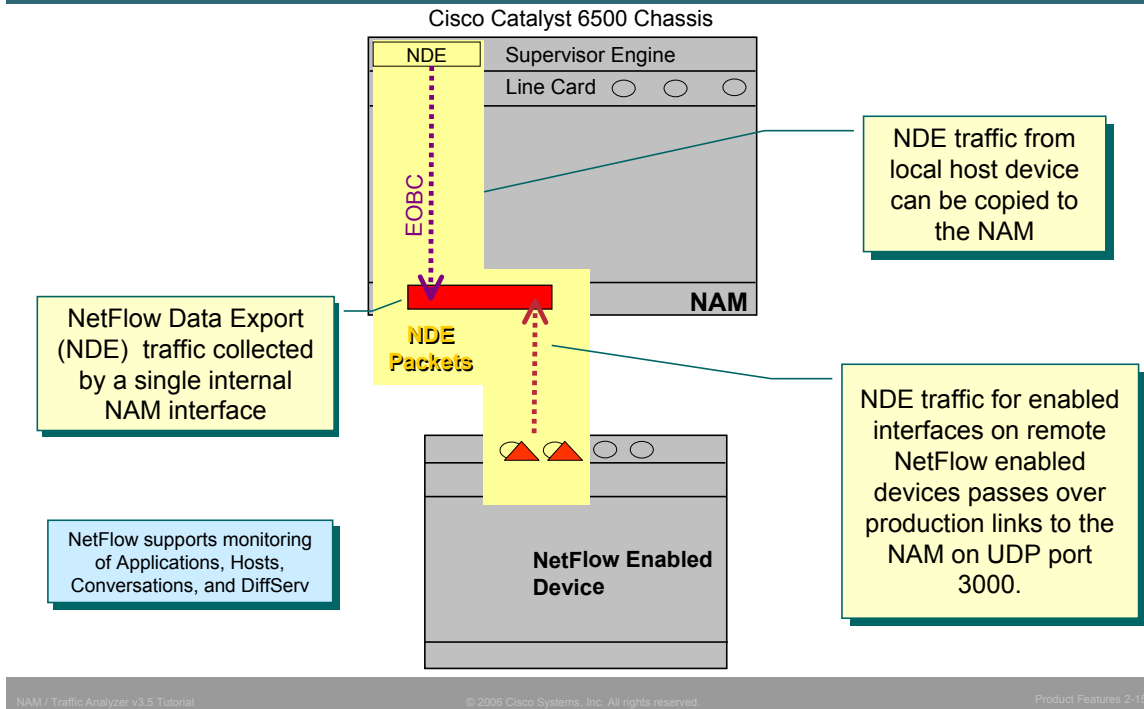 Cisco Catalyst 6500 Chassis
NDE
Supervisor Engine
Line Card
EOBC
NDE traffic from
local host device
can be copied to
the NAM
NAM
NetFlow Data Export
(NDE) traffic collected
by a single internal
NAM interface
NDE
Packets
NDE traffic for enabled
interfaces on remote
NetFlow enabled
devices passes over
production links to the
NAM on UDP port
3000.
NetFlow supports monitoring
of Applications, Hosts,
Conversations, and DiffServ
NetFlow Enabled
Device
NAM / Traffic Analyzer v3.5 Tutorial
© 2006 Cisco Systems, Inc. All rights reserved.
Product Features